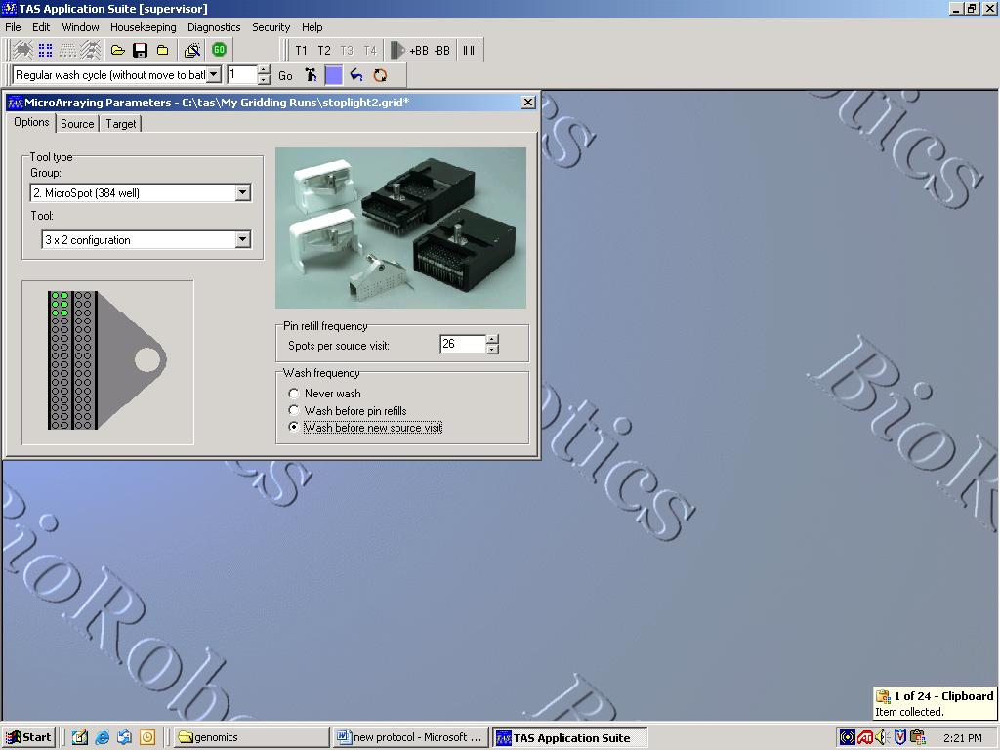 TAS Application Suite [supervisor]
File Edit Window Housekeeping Diagnostics Security Help
GO T1 T2 T3 T4 +BB -BB
Regular wash cycle (without move to batl 1 Go
MicroArraying Parameters - C:\tas\My Gridding Runs\stoplight2.grid*
Options Source Target
Tool type
Group:
2. MicroSpot (384 well)
Tool:
3 x 2 configuration
Pin refill frequency
Spots per source visit: 26
Wash frequency
Never wash
Wash before pin refills
Wash before new source visit
BioRobotics
1 of 24 - Clipboard
Item collected.
Start genomics new protocol - Microsoft ... TAS Application Suite 2:21 PM